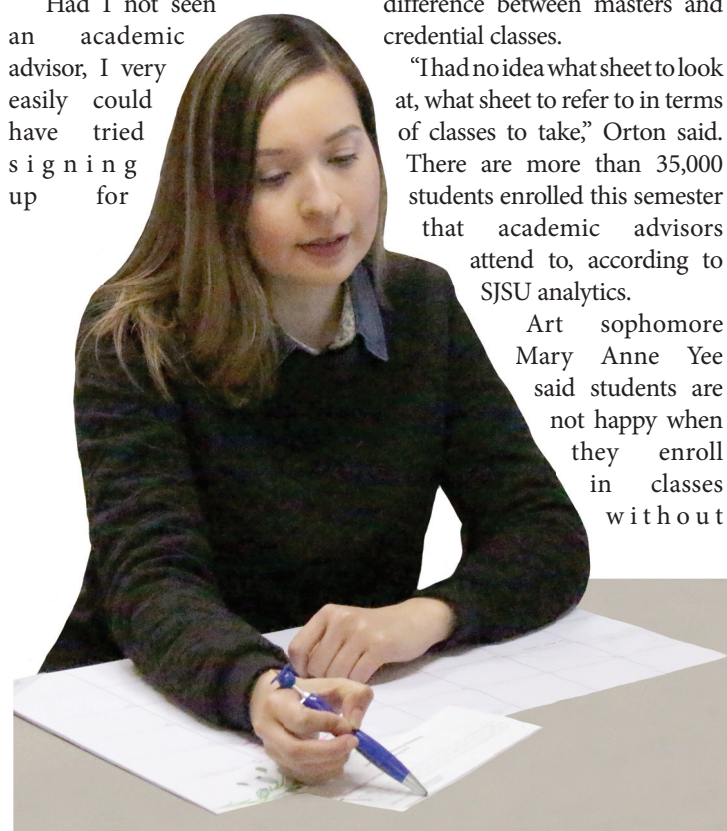 Had I not seen
an academic
advisor, I very
easily could
have tried
signing
up for
difference between masters and
credential classes.
“I had no idea what sheet to look
at, what sheet to refer to in terms
of classes to take,” Orton said.
There are more than 35,000
students enrolled this semester
that academic advisors
attend to, according to
SJSU analytics.
Art sophomore
Mary Anne Yee
said students are
not happy when
they enroll
in classes
without